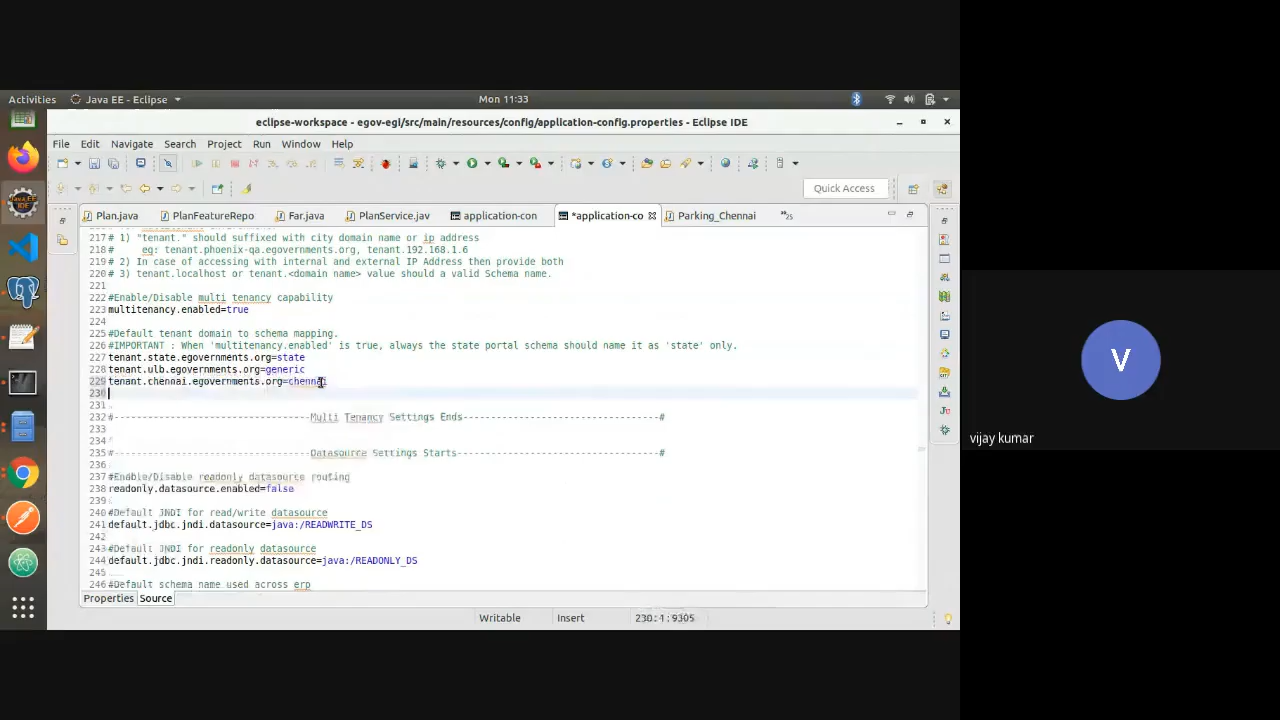 Activities
Java EE - Eclipse
Mon 11:33
eclipse-workspace - egov-egi/src/main/resources/config/application-config.properties - Eclipse IDE
File Edit Navigate Search Project Run Window Help
Quick Access
Plan.java PlanFeatureRepo Far.java PlanService.jav application-con *application-co Parking_Chennai »25
217 # 1) "tenant." should suffixed with city domain name or ip address
218 # eg: tenant.phoenix-qa.egovernments.org, tenant.192.168.1.6
219 # 2) In case of accessing with internal and external IP Address then provide both
220 # 3) tenant.localhost or tenant.<domain name> value should a valid Schema name.
221
222 #Enable/Disable multi tenancy capability
223 multitenancy.enabled=true
224
225 #Default tenant domain to schema mapping.
226 #IMPORTANT : When 'multitenancy.enabled' is true, always the state portal schema should name it as 'state' only.
227 tenant.state.egovernments.org=state
228 tenant.ulb.egovernments.org=generic
229 tenant.chennai.egovernments.org=chennai
230
231
232 #---------------------------------Multi Tenancy Settings Ends---------------------------------#
233
234
235 #---------------------------------Datasource Settings Starts---------------------------------#
236
237 #Enable/Disable readonly datasource routing
238 readonly.datasource.enabled=false
239
240 #Default JNDI for read/write datasource
241 default.jdbc.jndi.datasource=java:/READWRITE_DS
242
243 #Default JNDI for readonly datasource
244 default.jdbc.jndi.readonly.datasource=java:/READONLY_DS
245
246 #Default schema name used across erp
Properties Source
Writable Insert 230 : 1 : 9305
V
vijay kumar